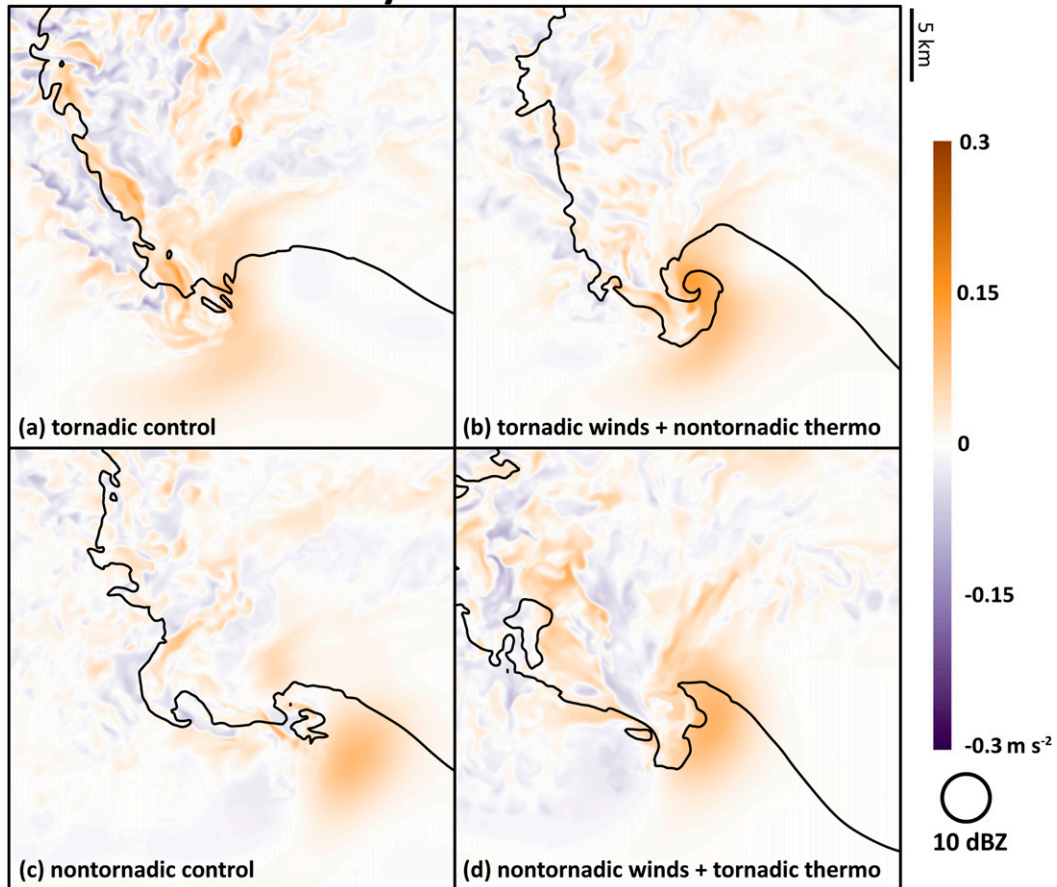 5 km
(a) tornadic control
(b) tornadic winds + nontornadic thermo
(c) nontornadic control
(d) nontornadic winds + tornadic thermo
0.3
0.15
0
-0.15
-0.3 m s⁻²
10 dBZ